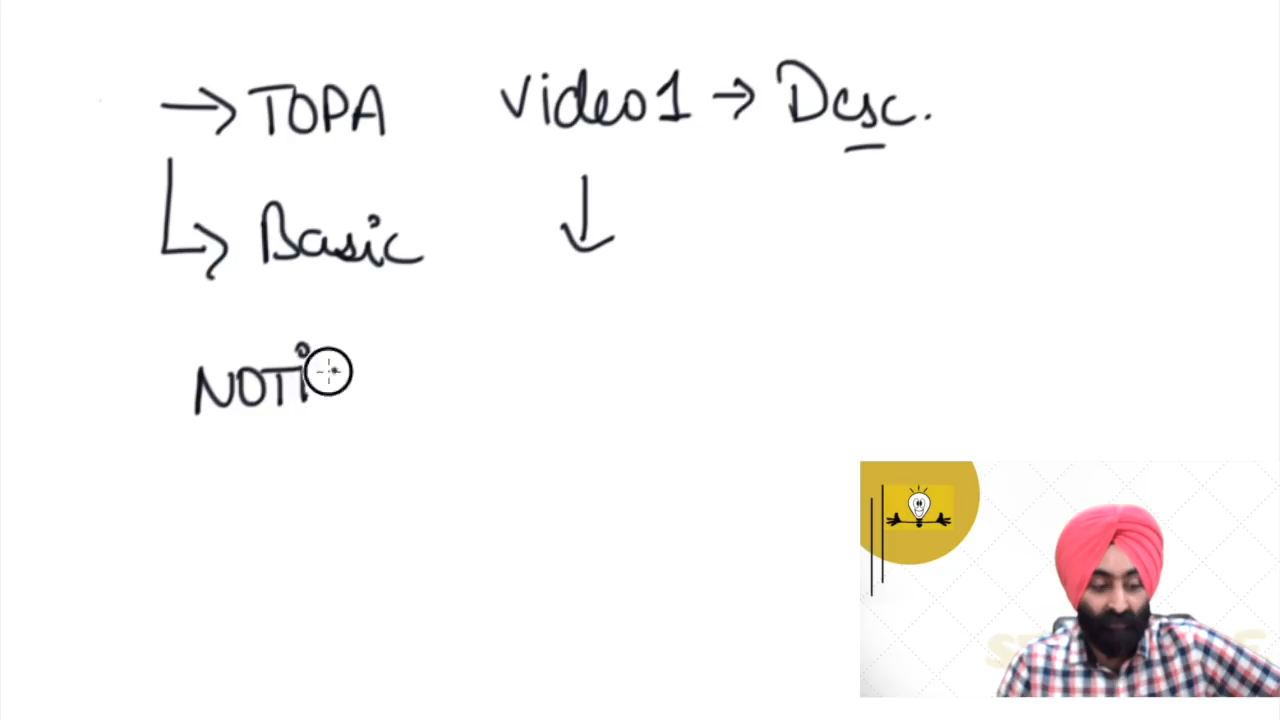 → TOPA video1 → Desc.
↳ Basic ↓
NOTi